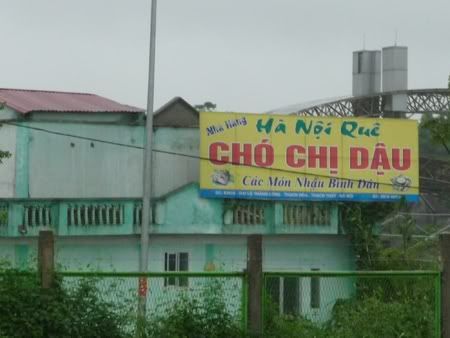 Nhà Hàng
Hà Nội Quê
CHÓ CHỊ DẬU
Các Món Nhậu Bình Dân